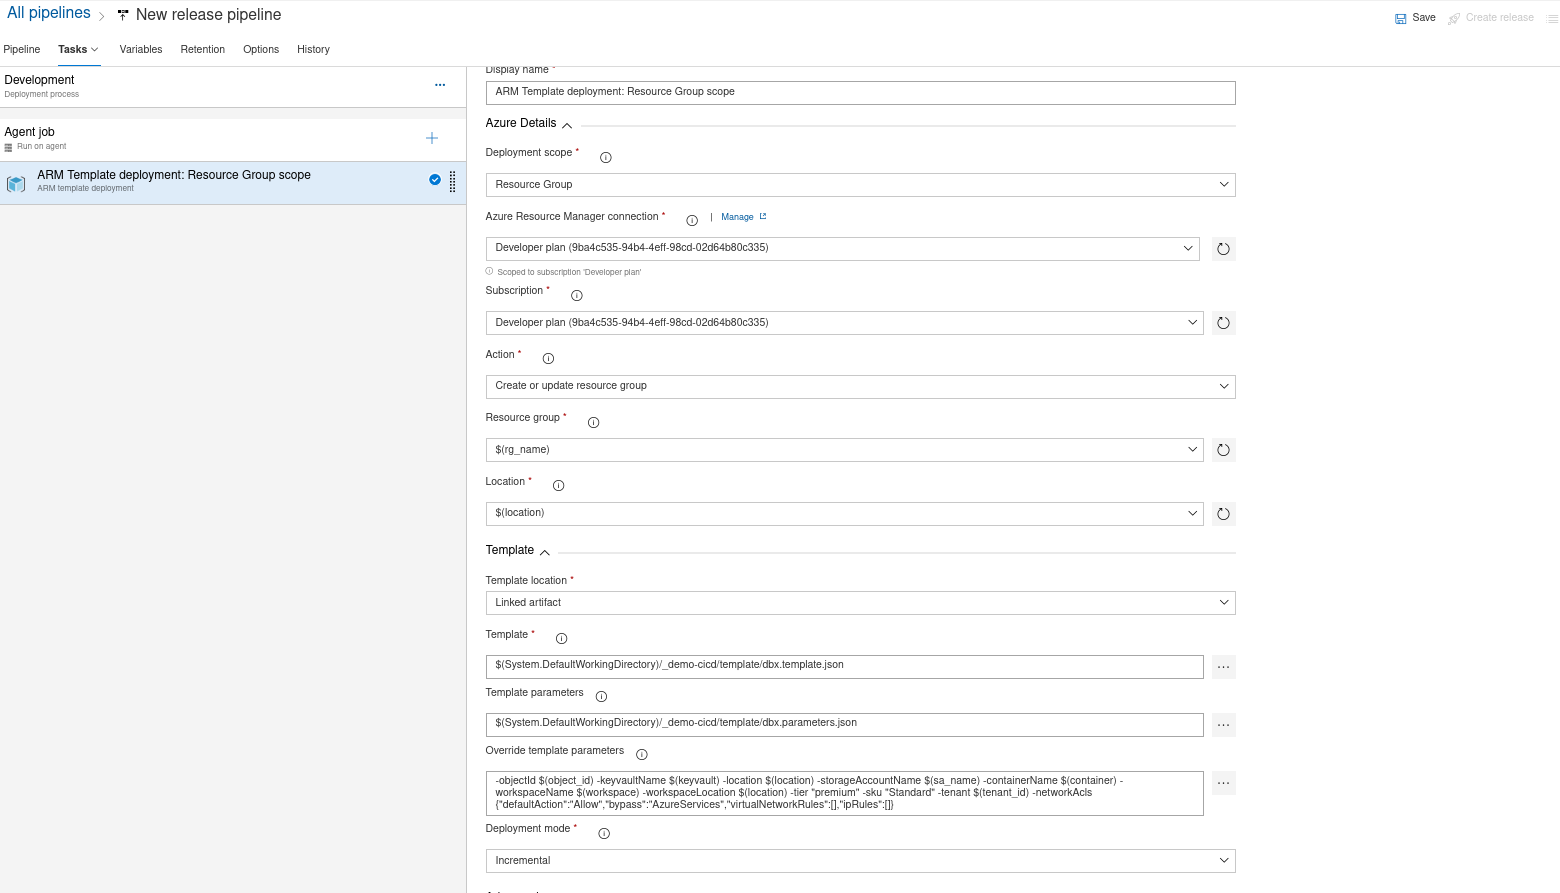 All pipelines > New release pipeline
Save Create release
Pipeline Tasks Variables Retention Options History
Development
Deployment process
Agent job
Run on agent
ARM Template deployment: Resource Group scope
ARM template deployment
Display name *
ARM Template deployment: Resource Group scope
Azure Details
Deployment scope *
Resource Group
Azure Resource Manager connection * | Manage
Developer plan (9ba4c535-94b4-4eff-98cd-02d64b80c335)
Scoped to subscription 'Developer plan'
Subscription *
Developer plan (9ba4c535-94b4-4eff-98cd-02d64b80c335)
Action *
Create or update resource group
Resource group *
$(rg_name)
Location *
$(location)
Template
Template location *
Linked artifact
Template *
$(System.DefaultWorkingDirectory)/_demo-cicd/template/dbx.template.json
Template parameters
$(System.DefaultWorkingDirectory)/_demo-cicd/template/dbx.parameters.json
Override template parameters
-objectId $(object_id) -keyvaultName $(keyvault) -location $(location) -storageAccountName $(sa_name) -containerName $(container) -
workspaceName $(workspace) -workspaceLocation $(location) -tier "premium" -sku "Standard" -tenant $(tenant_id) -networkAcls
{"defaultAction":"Allow","bypass":"AzureServices","virtualNetworkRules":[],"ipRules":[]}
Deployment mode *
Incremental